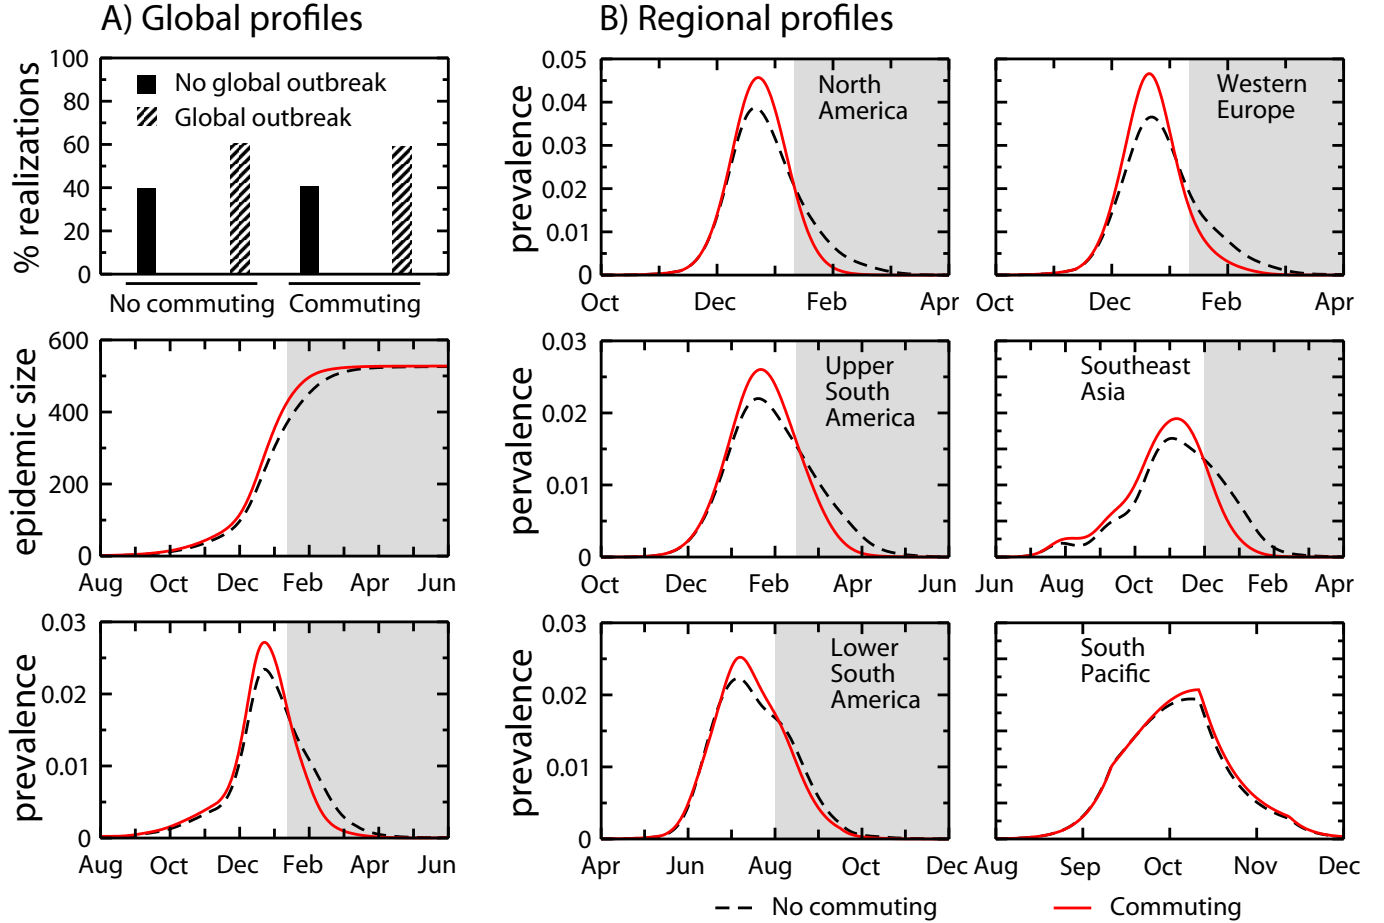 A) Global profiles
B) Regional profiles
% realizations
100
80
60
40
20
0
No global outbreak
Global outbreak
No commuting
Commuting
epidemic size
600
400
200
0
Aug
Oct
Dec
Feb
Apr
Jun
prevalence
0.03
0.02
0.01
0
Aug
Oct
Dec
Feb
Apr
Jun
prevalence
0.05
0.04
0.03
0.02
0.01
0
North
America
Oct
Dec
Feb
Apr
Western
Europe
Oct
Dec
Feb
Apr
pervalence
0.03
0.02
0.01
0
Upper
South
America
Oct
Dec
Feb
Apr
Jun
Southeast
Asia
Jun
Aug
Oct
Dec
Feb
Apr
prevalence
0.03
0.02
0.01
0
Lower
South
America
Apr
Jun
Aug
Oct
Dec
South
Pacific
Aug
Sep
Oct
Nov
Dec
No commuting
Commuting